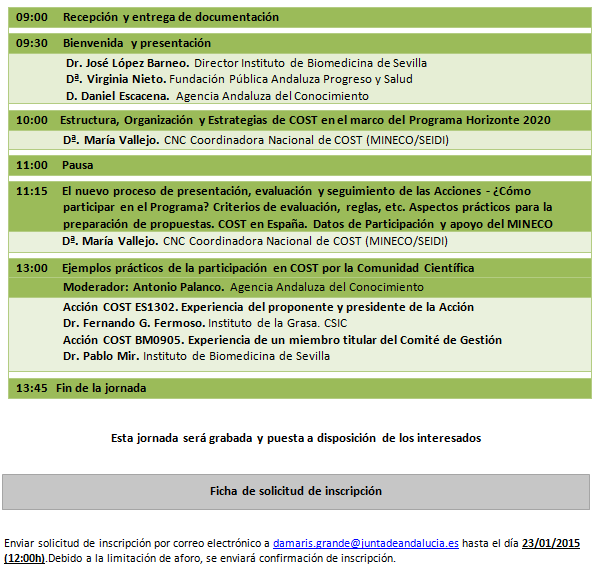 09:00 Recepción y entrega de documentación
09:30 Bienvenida y presentación
Dr. José López Barneo. Director Instituto de Biomedicina de Sevilla
Dª. Virginia Nieto. Fundación Pública Andaluza Progreso y Salud
D. Daniel Escacena. Agencia Andaluza del Conocimiento
10:00 Estructura, Organización y Estrategias de COST en el marco del Programa Horizonte 2020
Dª. María Vallejo. CNC Coordinadora Nacional de COST (MINECO/SEIDI)
11:00 Pausa
11:15 El nuevo proceso de presentación, evaluación y seguimiento de las Acciones - ¿Cómo
participar en el Programa? Criterios de evaluación, reglas, etc. Aspectos prácticos para la
preparación de propuestas. COST en España. Datos de Participación y apoyo del MINECO
Dª. María Vallejo. CNC Coordinadora Nacional de COST (MINECO/SEIDI)
13:00 Ejemplos prácticos de la participación en COST por la Comunidad Científica
Moderador: Antonio Palanco. Agencia Andaluza del Conocimiento
Acción COST ES1302. Experiencia del proponente y presidente de la Acción
Dr. Fernando G. Fermoso. Instituto de la Grasa. CSIC
Acción COST BM0905. Experiencia de un miembro titular del Comité de Gestión
Dr. Pablo Mir. Instituto de Biomedicina de Sevilla
13:45 Fin de la jornada
Esta jornada será grabada y puesta a disposición de los interesados
Ficha de solicitud de inscripción
Enviar solicitud de inscripción por correo electrónico a damaris.grande@juntadeandalucia.es hasta el día 23/01/2015
(12:00h).Debido a la limitación de aforo, se enviará confirmación de inscripción.